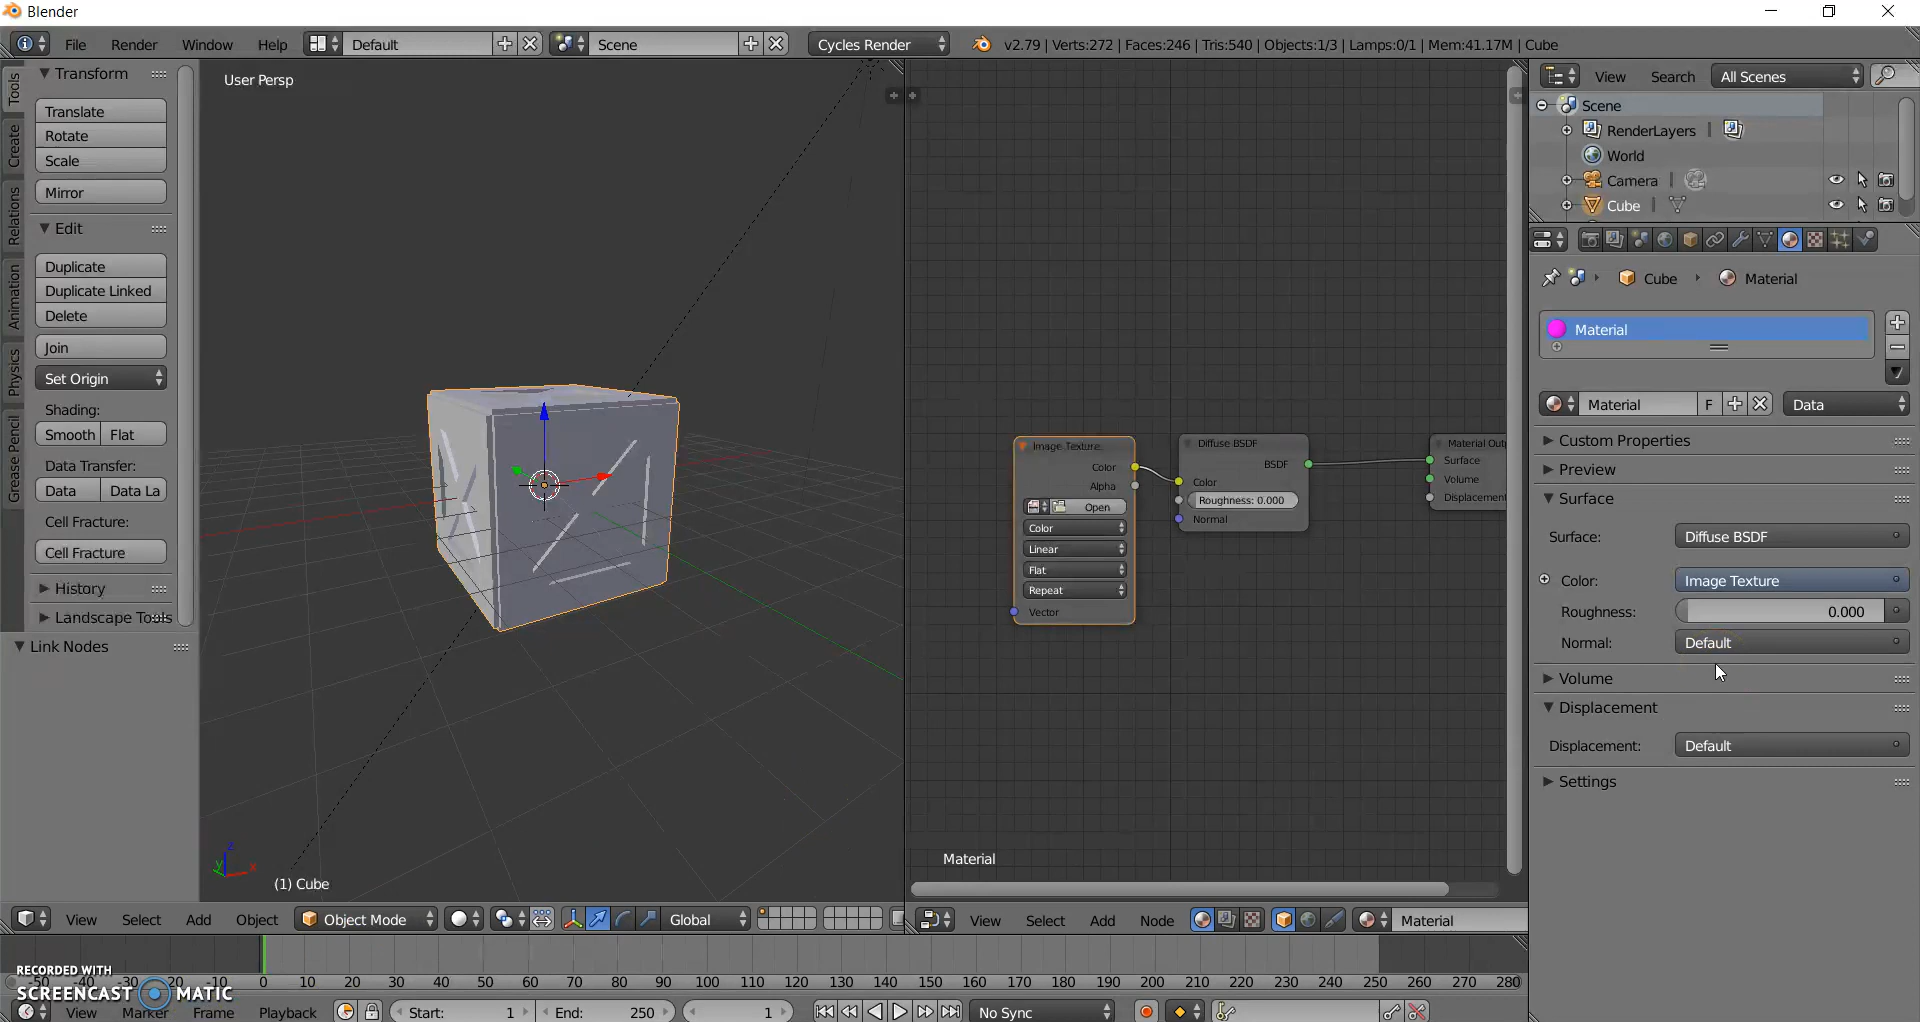 Blender
File Render Window Help Default Scene Cycles Render v2.79 | Verts:272 | Faces:246 | Tris:540 | Objects:1/3 | Lamps:0/1 | Mem:41.17M | Cube
Tools
Create
Relations
Animation
Physics
Grease Pencil
Transform
Translate
Rotate
Scale
Mirror
Edit
Duplicate
Duplicate Linked
Delete
Join
Set Origin
Shading:
Smooth Flat
Data Transfer:
Data Data La
Cell Fracture:
Cell Fracture
History
Landscape Tools
Link Nodes
User Persp
z
y x
(1) Cube
View Select Add Object Object Mode Global
Image Texture
Color
Alpha
Open
Color
Linear
Flat
Repeat
Vector
Diffuse BSDF
BSDF
Color
Roughness: 0.000
Normal
Material Outp
Surface
Volume
Displacement
Material
View Select Add Node Material
View Search All Scenes
Scene
RenderLayers
World
Camera
Cube
Cube Material
Material
Material F Data
Custom Properties
Preview
Surface
Surface: Diffuse BSDF
Color: Image Texture
Roughness: 0.000
Normal: Default
Volume
Displacement
Displacement: Default
Settings
RECORDED WITH
SCREENCAST MATIC
-50 -40 -30 -20 -10 0 10 20 30 40 50 60 70 80 90 100 110 120 130 140 150 160 170 180 190 200 210 220 230 240 250 260 270 280
View Marker Frame Playback Start: 1 End: 250 1 No Sync